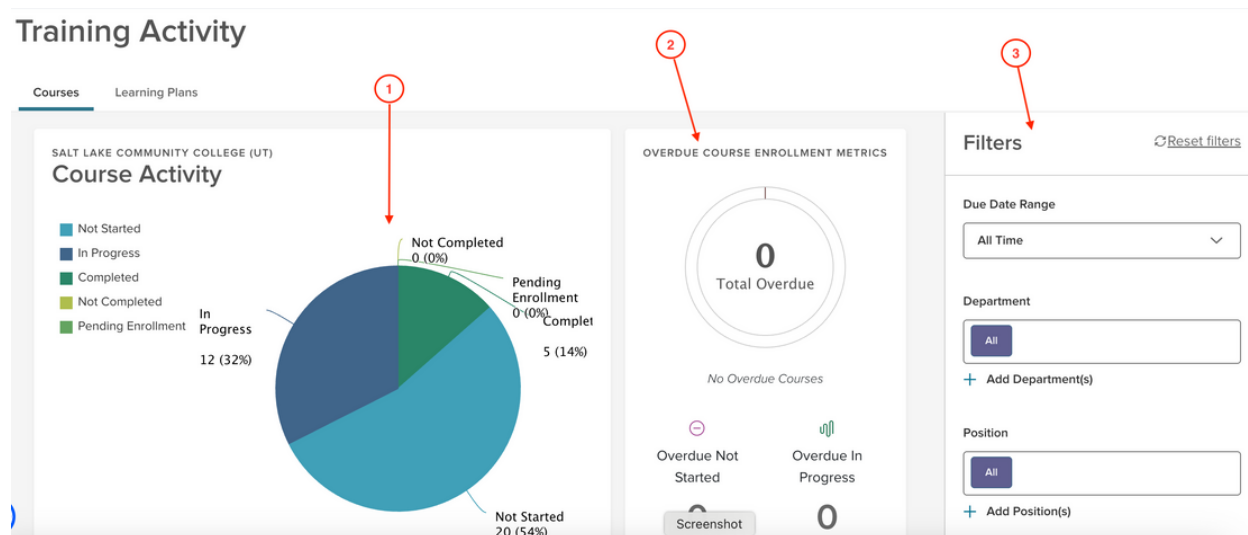 Training Activity
1
2
3
Courses
Learning Plans
SALT LAKE COMMUNITY COLLEGE (UT)
Course Activity
Not Started
In Progress
Completed
Not Completed
Pending Enrollment
Not Completed
0 (0%)
Pending
Enrollment
0 (0%)
Complet
5 (14%)
In
Progress
12 (32%)
Not Started
20 (54%)
OVERDUE COURSE ENROLLMENT METRICS
0
Total Overdue
No Overdue Courses
Overdue Not
Started
Overdue In
Progress
0
Screenshot
Filters
Reset filters
Due Date Range
All Time
Department
All
+ Add Department(s)
Position
All
+ Add Position(s)